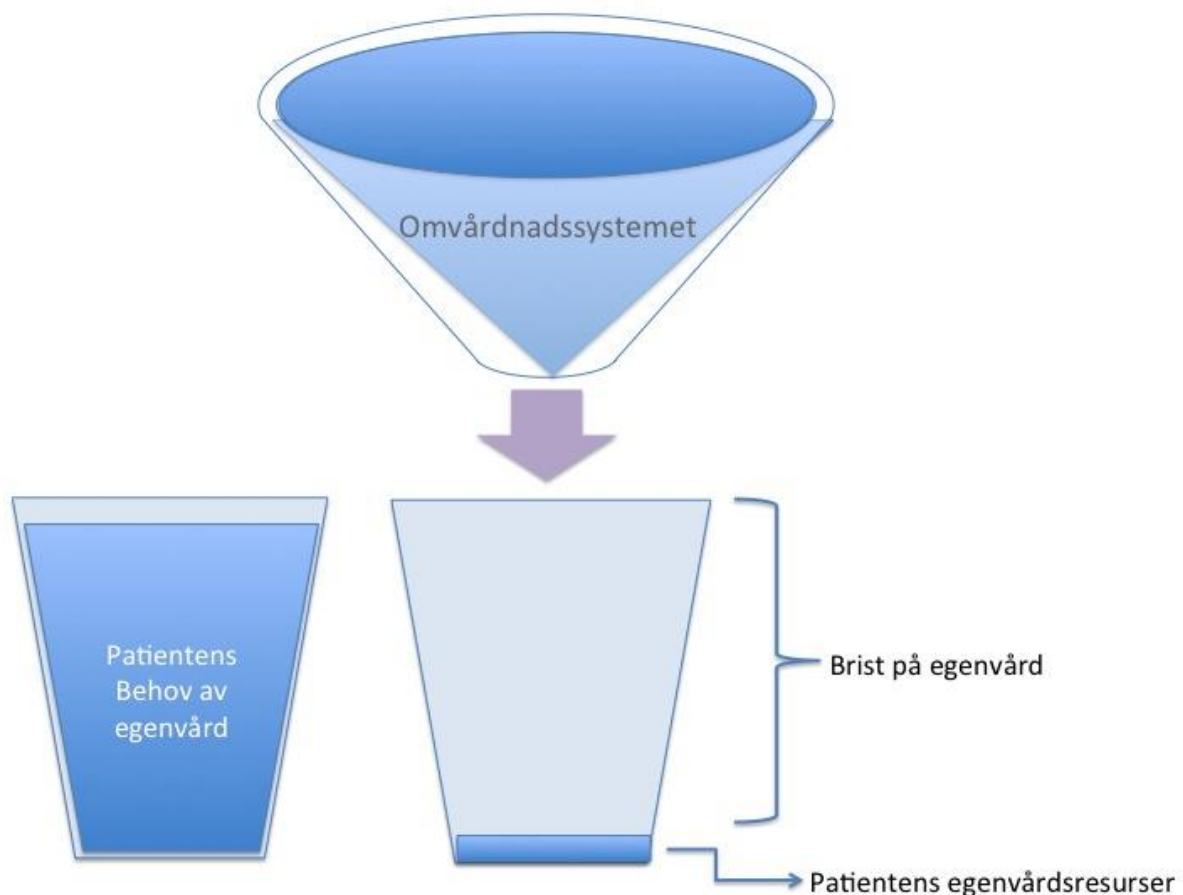 Omvårdnadssystemet
Patientens
Behov av
egenvård
Brist på egenvård
Patientens egenvårdsresurser